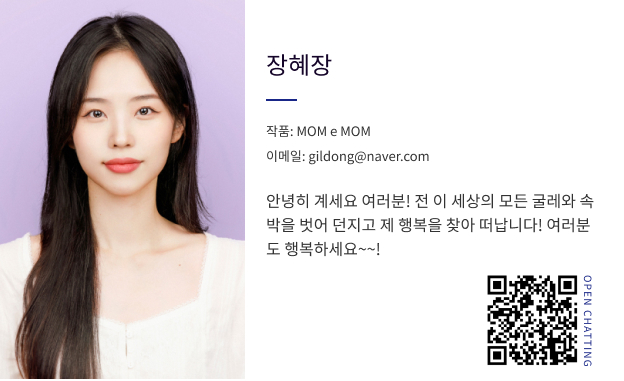 장혜장
작품: MOM e MOM
이메일: gildong@naver.com
안녕히 계세요 여러분! 전 이 세상의 모든 굴레와 속
박을 벗어 던지고 제 행복을 찾아 떠납니다! 여러분
도 행복하세요~~!
OPEN CHATTING